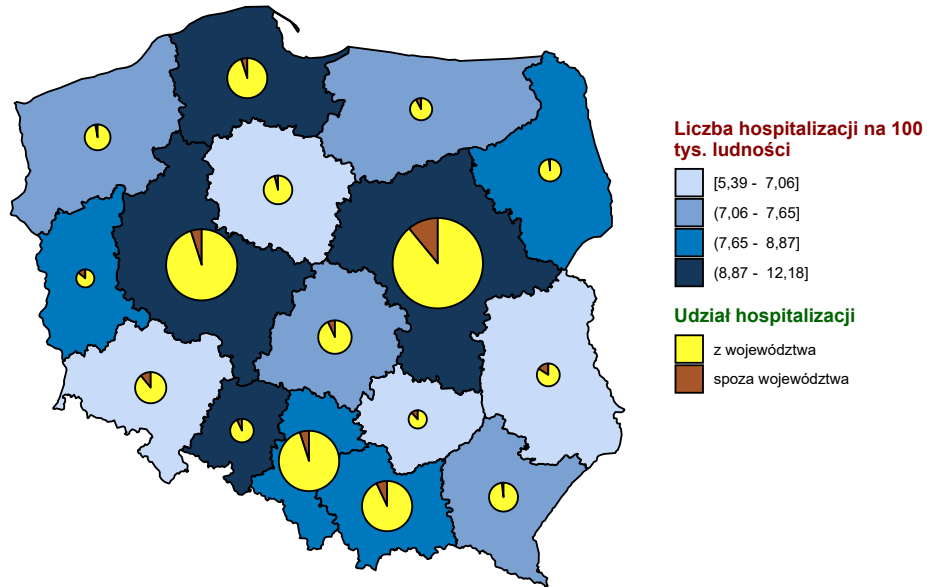 Liczba hospitalizacji na 100
tys. ludności
[5,39 - 7,06]
(7,06 - 7,65]
(7,65 - 8,87]
(8,87 - 12,18]
Udział hospitalizacji
z województwa
spoza województwa